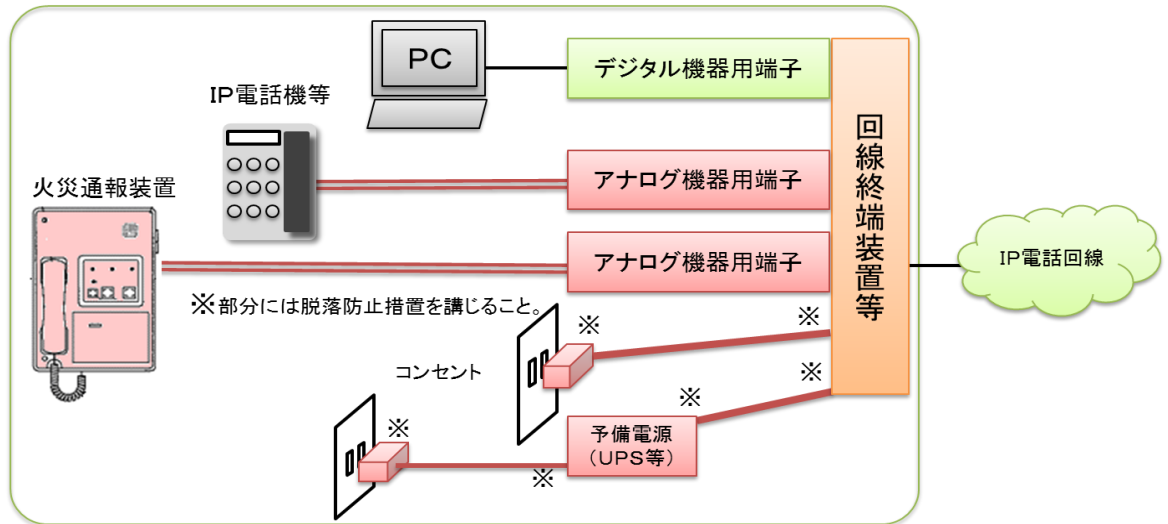 PC
デジタル機器用端子
IP電話機等
アナログ機器用端子
火災通報装置
アナログ機器用端子
回線終端装置等
IP電話回線
※部分には脱落防止措置を講じること。
※
※
コンセント
※
※
※
予備電源
（UPS等）
※